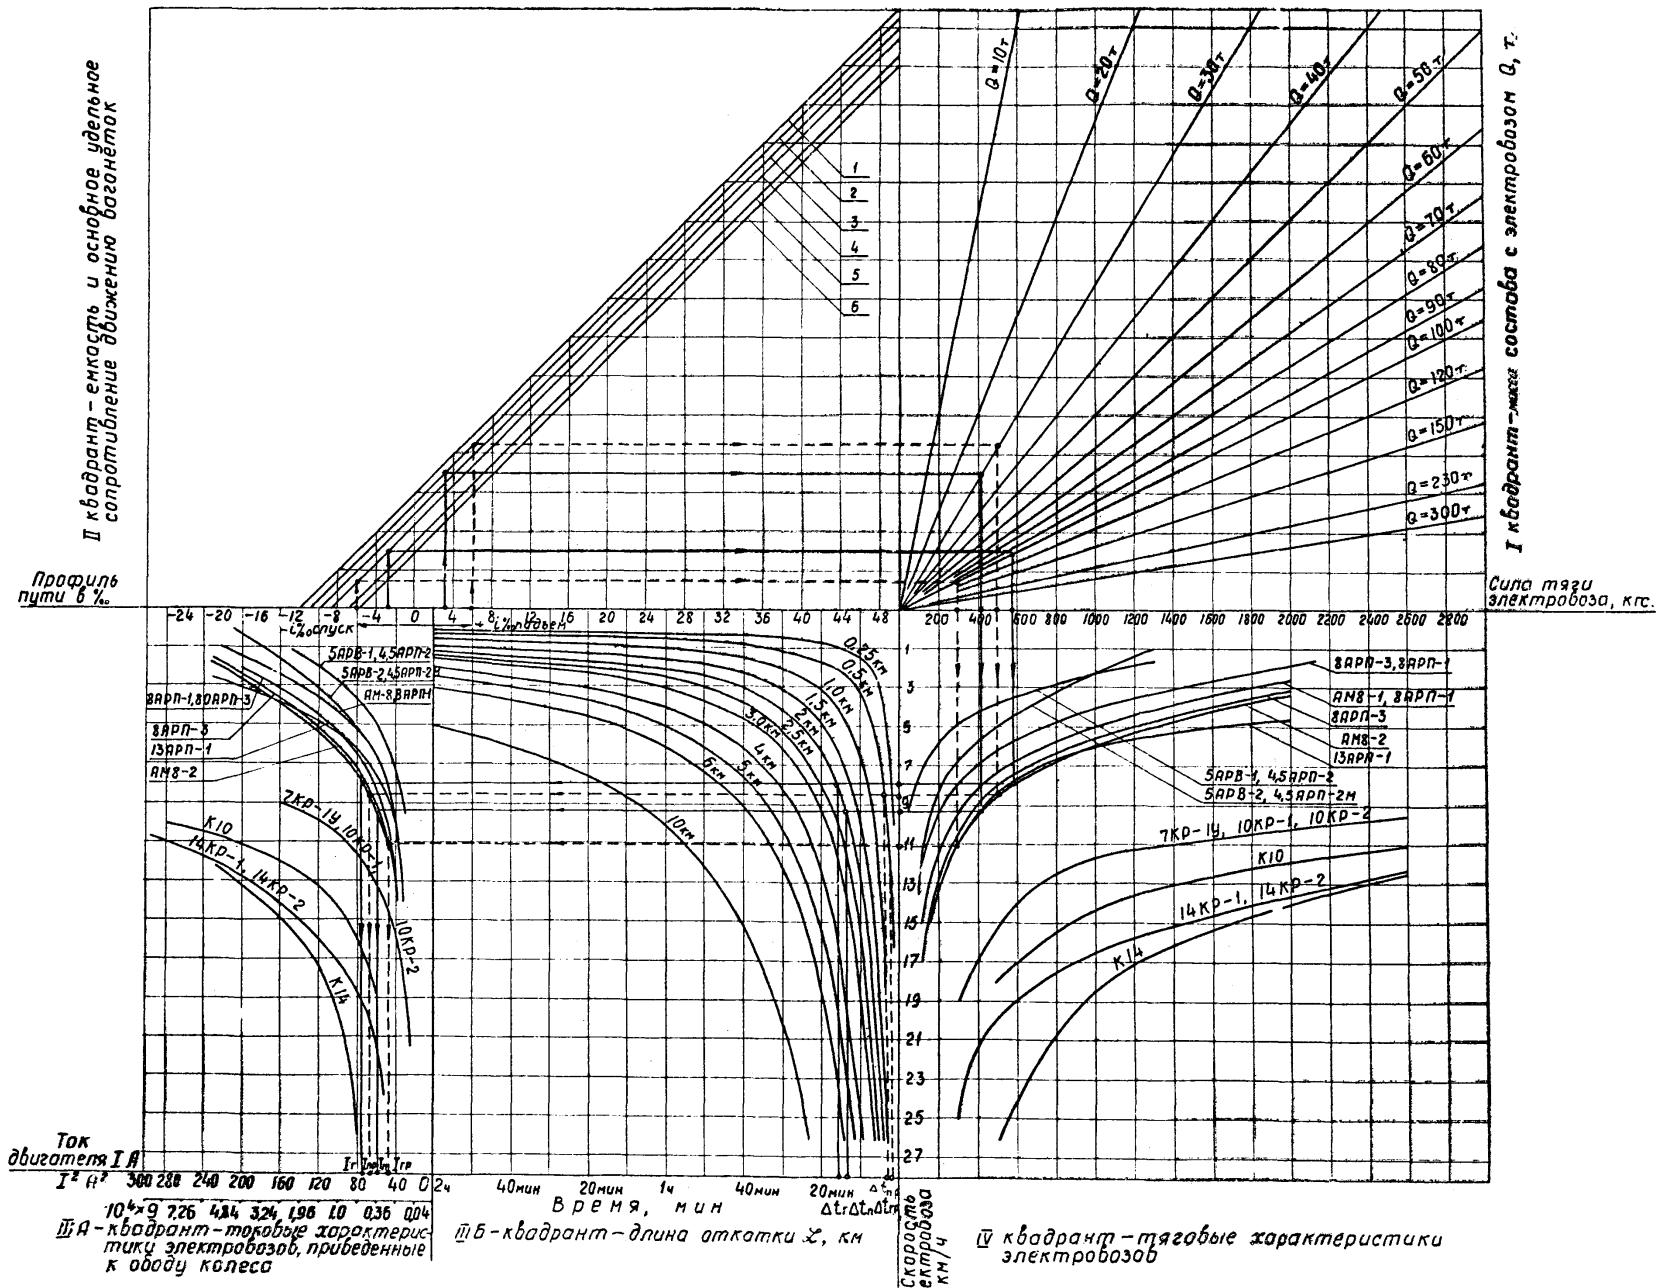 II квадрант – емкость и основное удельное
сопротивление движению вагонеток
Q=10т
Q=20т
Q=30т
Q=40т
Q=50т
Q=60т
Q=70т
Q=80т
Q=90т
Q=100т
Q=120т
Q=150т
Q=230т
Q=300т
I квадрант – масса состава с электровозом Q, т.
1
2
3
4
5
6
Профиль
пути в ‰
Сила тяги
электровоза, кгс.
-24 -20 -16 -12 -8 -4 0 4 8 12 16 20 24 28 32 36 40 44 48
200 600 800 1000 1200 1400 1600 1800 2000 2200 2400 2600 2800
-i‰ спуск
+i‰ подъем
5АРВ-1, 4,5АРП-2
5АРВ-2, 4,5АРП-2М
АМ-8, 8АРП-1
8АРП-3
13АРП-1
АМ8-2
7КР-1У, 10КР-1
К10
14КР-1, 14КР-2
10КР-2
К14
0,25км
0,5км
1,0км
1,5км
2км
2,5км
3,0км
4км
5км
6км
10км
1
3
5
7
9
11
13
15
17
19
21
23
25
27
8АРП-3, 8АРП-1
АМ8-1, 8АРП-1
8АРП-3
АМ8-2
13АРП-1
5АРВ-1, 4,5АРП-2
5АРВ-2, 4,5АРП-2М
7КР-1У, 10КР-1, 10КР-2
К10
14КР-1, 14КР-2
К14
Ток
двигателя I А
I² А²
Iг Iпр Iп Iгр
300 280 240 200 160 120 80 40 0
10⁴×9 7.26 4,84 3,24 1,96 1.0 0,36 0,04
2ч 40мин 20мин 1ч 40мин 20мин
Δtг Δtп
Время, мин
Скорость
электровоза
км/ч
III А – квадрант – токовые характерис-
тики электровозов, приведенные
к ободу колеса
III Б – квадрант – длина откатки L, км
IV квадрант – тяговые характеристики
электровозов